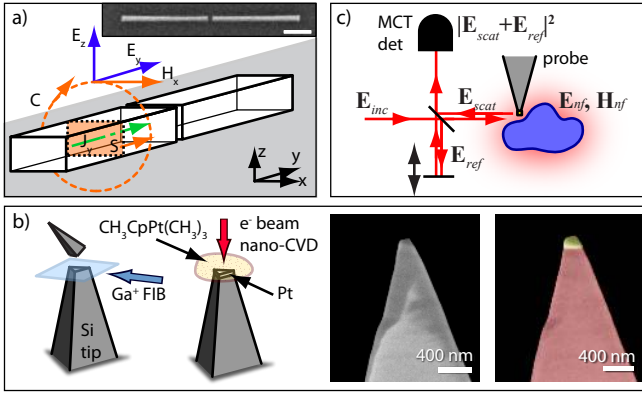 a)
E_z
E_y
H_x
C
J_y
S
z
y
x
c)
MCT
det
|E_scat+E_ref|²
probe
E_inc
E_scat
E_nf, H_nf
E_ref
b)
CH₃CpPt(CH₃)₃
e⁻ beam
nano-CVD
Ga⁺ FIB
Pt
Si
tip
400 nm
400 nm